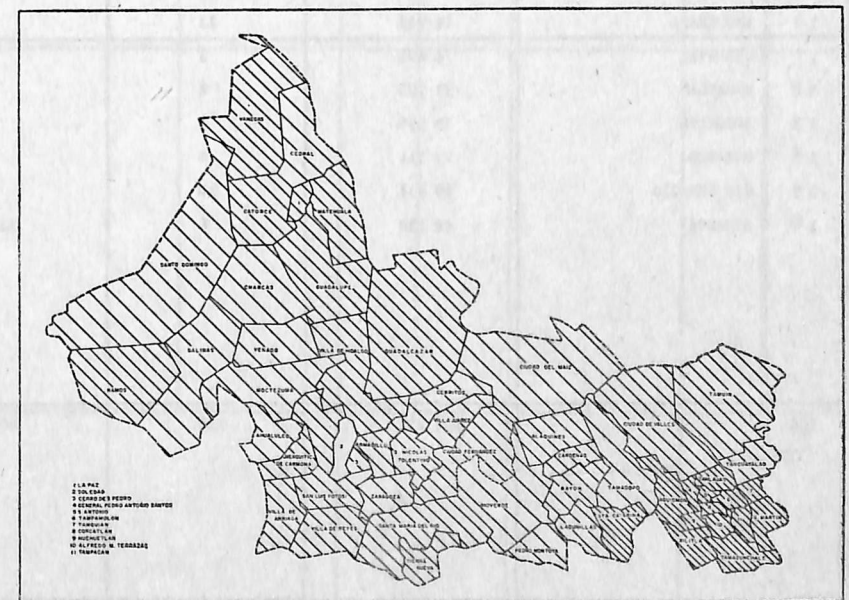 VANEGAS
CEDRAL
CATORCE
MATEHUALA
SANTO DOMINGO
CHARCAS
GUADALUPE
SALINAS
VENADO
VILLA DE HIDALGO
GUADALCAZAR
CIUDAD DEL MAIZ
RAMOS
MOCTEZUMA
CERRITOS
TAMUIN
VILLA JUAREZ
CIUDAD DE VALLES
AHUALULCO
ARMADILLO
ALAQUINES
MEXQUITIC
DE CARMONA
S NICOLAS
TOLENTINO
CIUDAD FERNANDEZ
CARDENAS
SAN LUIS POTOSI
ZARAGOZA
RIOVERDE
RAYON
TAMASOPO
VILLA DE
ARRIAGA
VILLA DE REYES
SANTA MARIA DEL RIO
LAGUNILLAS
PEDRO MONTOYA
TIERRA
NUEVA
TAMAZUNCHALE
1 LA PAZ
2 SOLEDAD
3 CERRO DE S PEDRO
4 GENERAL PEDRO ANTONIO SANTOS
5 S ANTONIO
6 TAMPAMOLON
7 TANQUIAN
8 COXCATLAN
9 HUEHUETLAN
10 ALFREDO M. TERRAZAS
11 TAMPACAN